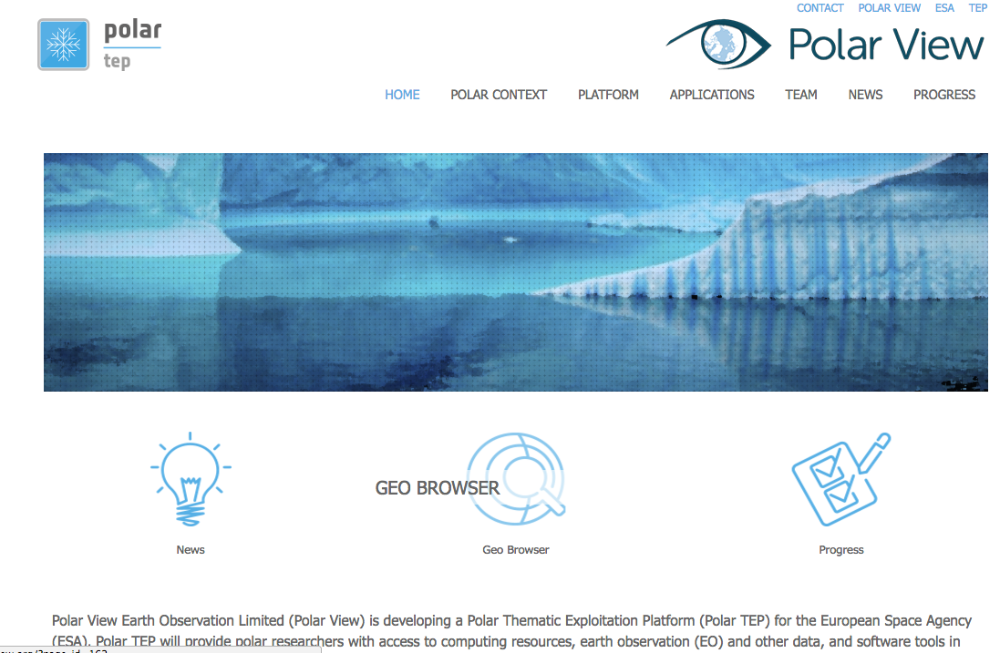 CONTACT POLAR VIEW ESA TEP
polar
tep
Polar View
HOME POLAR CONTEXT PLATFORM APPLICATIONS TEAM NEWS PROGRESS
GEO BROWSER
News Geo Browser Progress
Polar View Earth Observation Limited (Polar View) is developing a Polar Thematic Exploitation Platform (Polar TEP) for the European Space Agency
(ESA). Polar TEP will provide polar researchers with access to computing resources, earth observation (EO) and other data, and software tools in